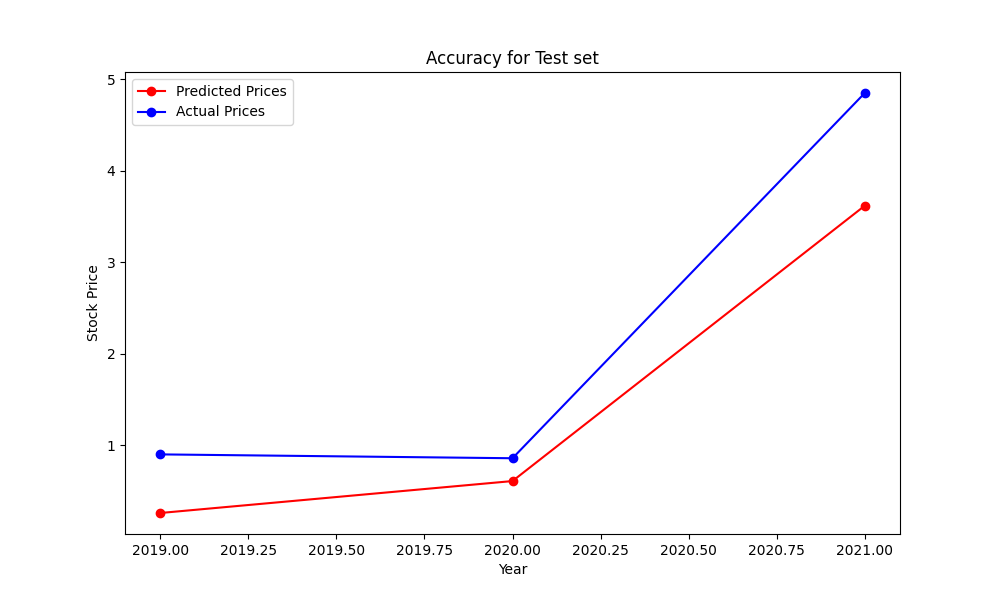 Accuracy for Test set
Predicted Prices
Actual Prices
5
4
3
2
1
Stock Price
2019.00 2019.25 2019.50 2019.75 2020.00 2020.25 2020.50 2020.75 2021.00
Year